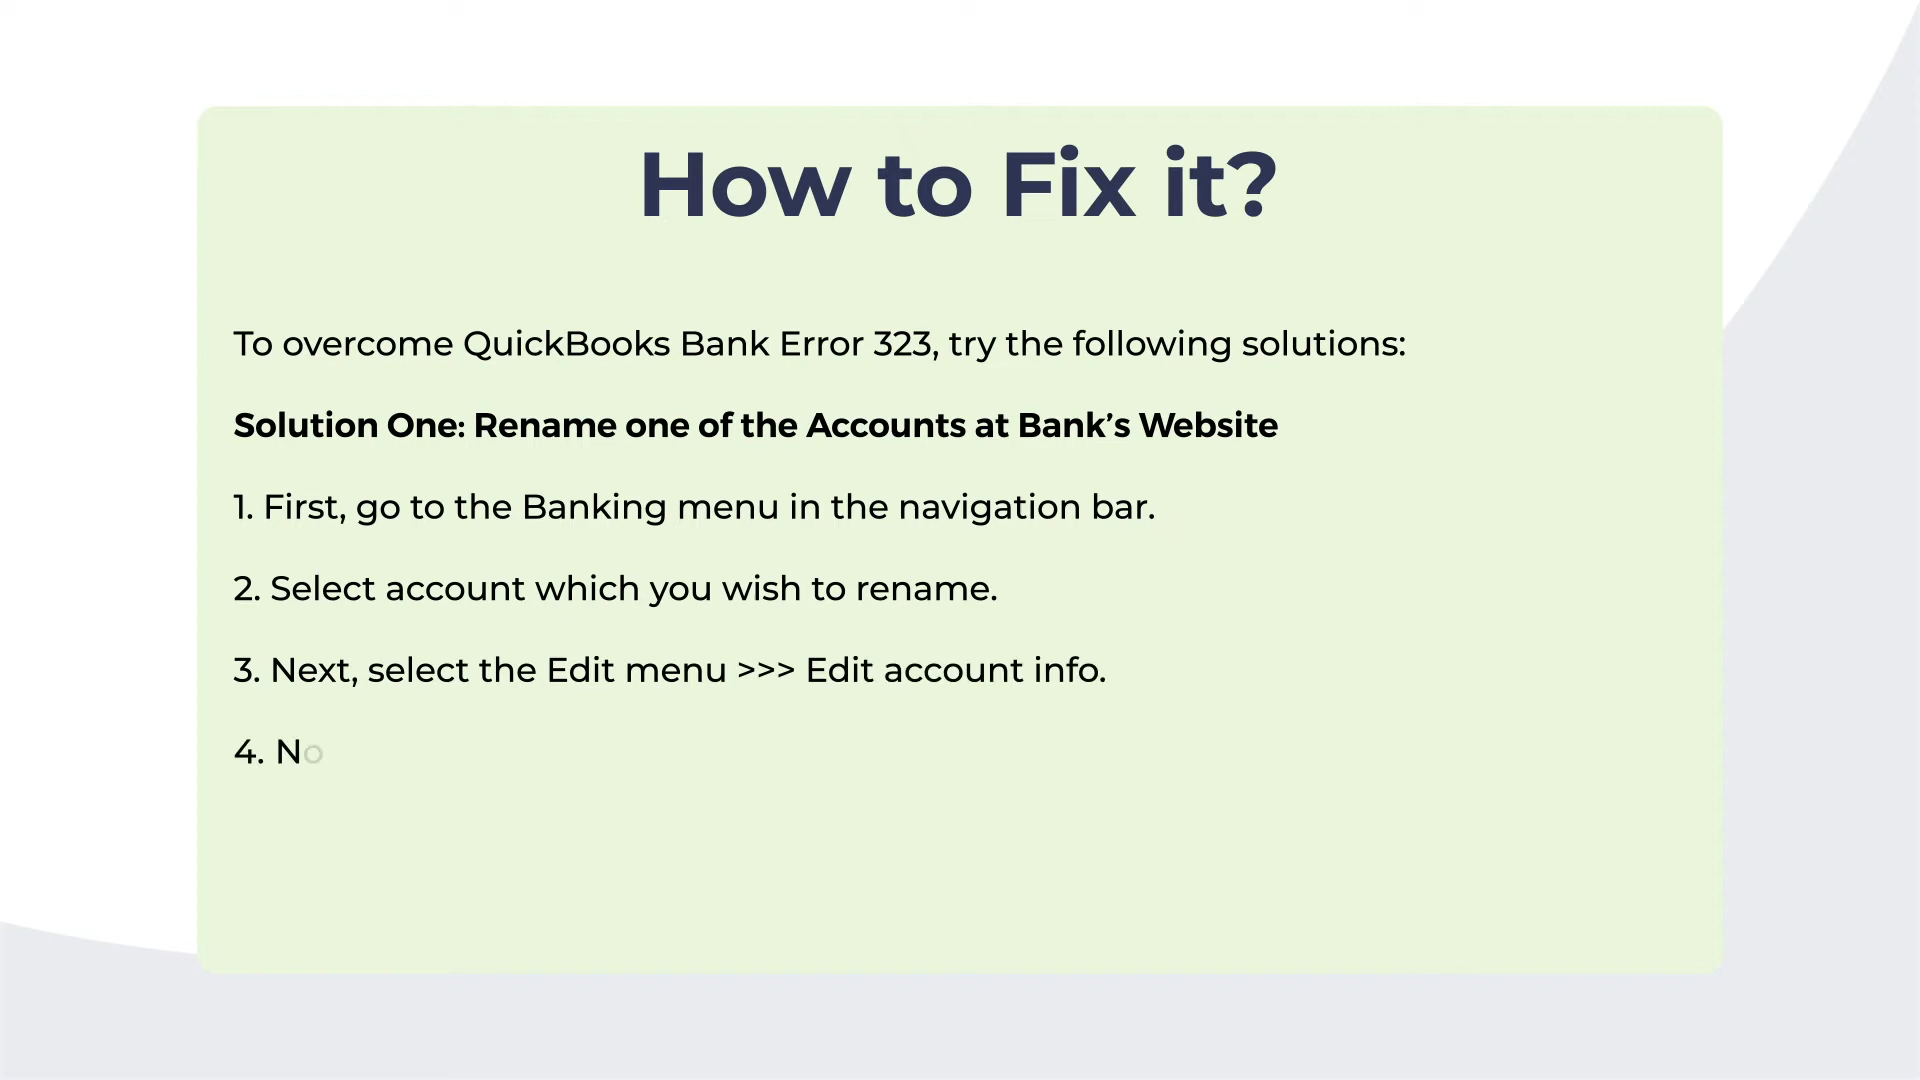 How to Fix it?
To overcome QuickBooks Bank Error 323, try the following solutions:
Solution One: Rename one of the Accounts at Bank’s Website
1. First, go to the Banking menu in the navigation bar.
2. Select account which you wish to rename.
3. Next, select the Edit menu >>> Edit account info.
4. No